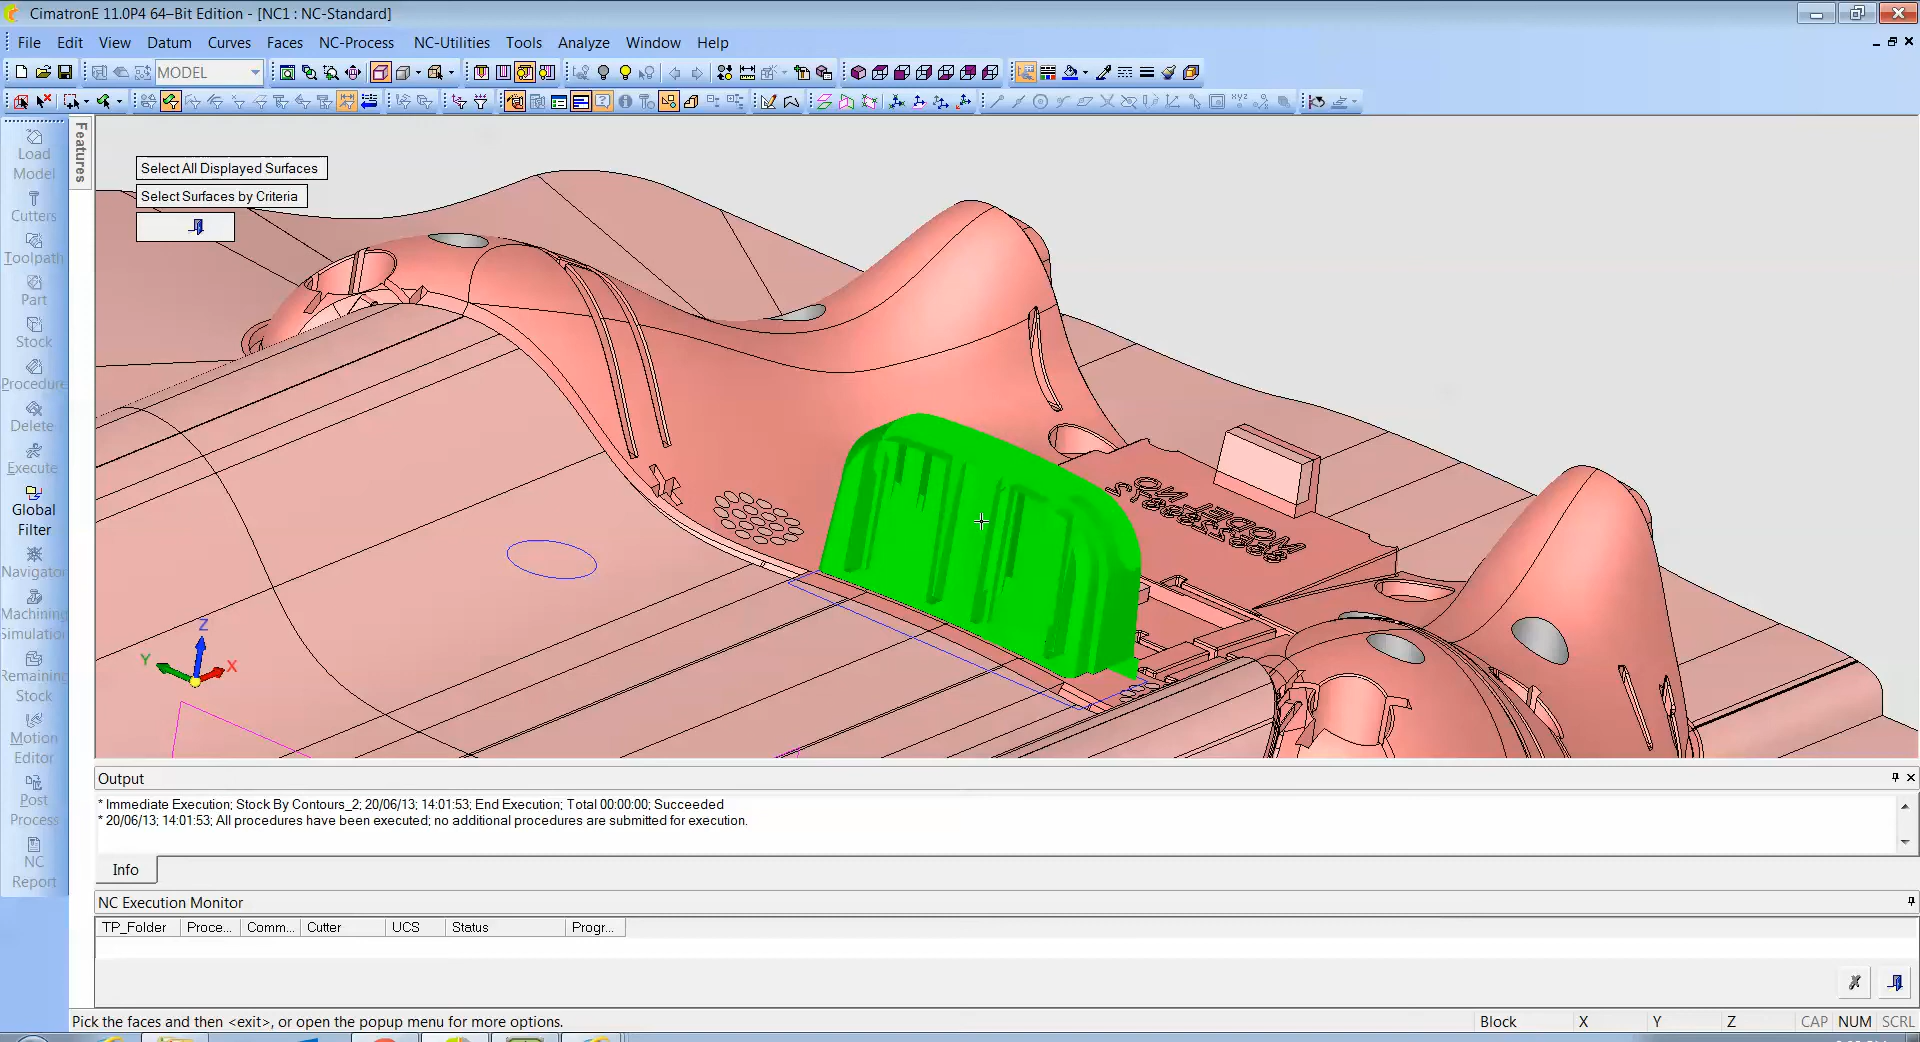 CimatronE 11.0P4 64–Bit Edition - [NC1 : NC-Standard]
File Edit View Datum Curves Faces NC-Process NC-Utilities Tools Analyze Window Help
MODEL
Load Model
Cutters
Toolpath
Part
Stock
Procedure
Delete
Execute
Global Filter
Navigator
Machining Simulation
Remaining Stock
Motion Editor
Post Process
NC Report
Features
Select All Displayed Surfaces
Select Surfaces by Criteria
MODEL NO
Z
Y
X
Output
* Immediate Execution; Stock By Contours_2; 20/06/13; 14:01:53; End Execution; Total 00:00:00; Succeeded
* 20/06/13; 14:01:53; All procedures have been executed; no additional procedures are submitted for execution.
Info
NC Execution Monitor
TP_Folder Proce... Comm... Cutter UCS Status Progr...
Pick the faces and then <exit>, or open the popup menu for more options.
Block X Y Z CAP NUM SCRL